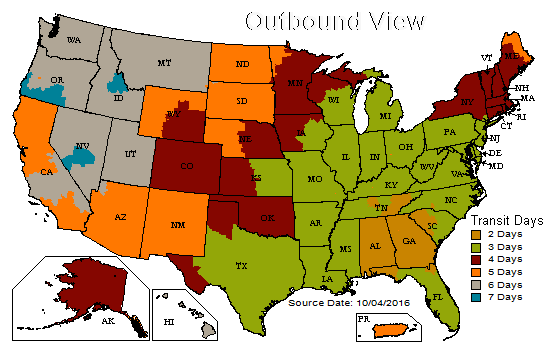 Outbound View
WA
MT
ND
MN
VT
ME
OR
ID
SD
WI
MI
NY
NH
MA
RI
CT
WY
NE
IA
PA
NJ
DE
MD
NV
UT
CO
KS
IL
IN
OH
WV
VA
CA
MO
KY
NC
AZ
NM
OK
AR
TN
SC
TX
LA
MS
AL
GA
FL
AK
HI
PR
Transit Days
2 Days
3 Days
4 Days
5 Days
6 Days
7 Days
Source Date: 10/04/2016